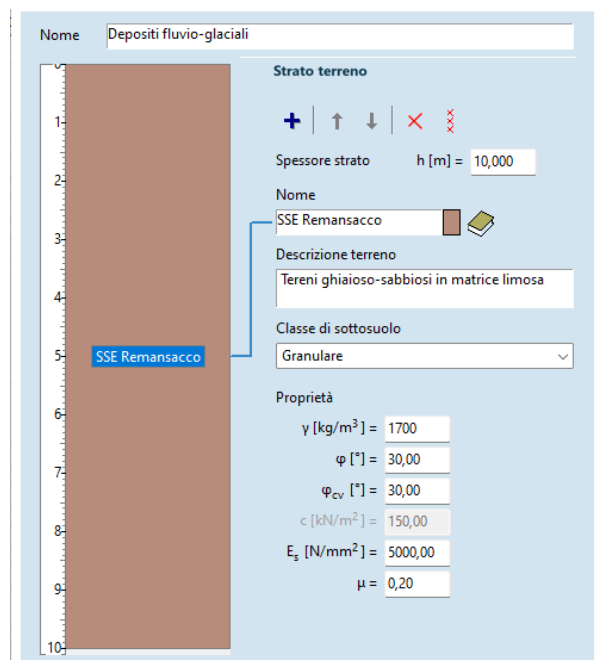 Nome Depositi fluvio-glaciali
Strato terreno
0
1
Spessore strato h [m] = 10,000
2
Nome
SSE Remansacco
3
Descrizione terreno
Tereni ghiaioso-sabbiosi in matrice limosa
4
Classe di sottosuolo
5 SSE Remansacco Granulare
Proprietà
6
γ [kg/m³] = 1700
φ [°] = 30,00
7
φcv [°] = 30,00
c [kN/m²] = 150,00
8
Es [N/mm²] = 5000,00
9 μ = 0,20
10